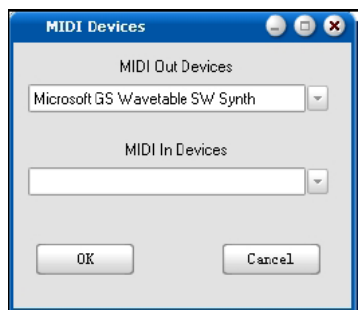 MIDI Devices
MIDI Out Devices
Microsoft GS Wavetable SW Synth
MIDI In Devices
OK
Cancel